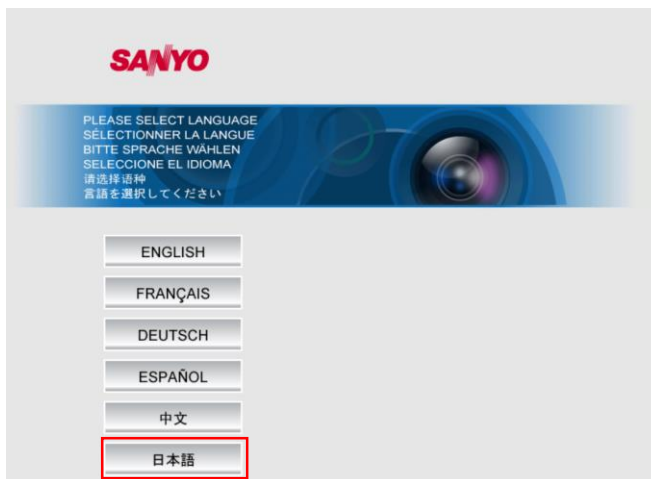 SANYO
PLEASE SELECT LANGUAGE
SÉLECTIONNER LA LANGUE
BITTE SPRACHE WÄHLEN
SELECCIONE EL IDIOMA
请选择语种
言語を選択してください
ENGLISH
FRANÇAIS
DEUTSCH
ESPAÑOL
中文
日本語